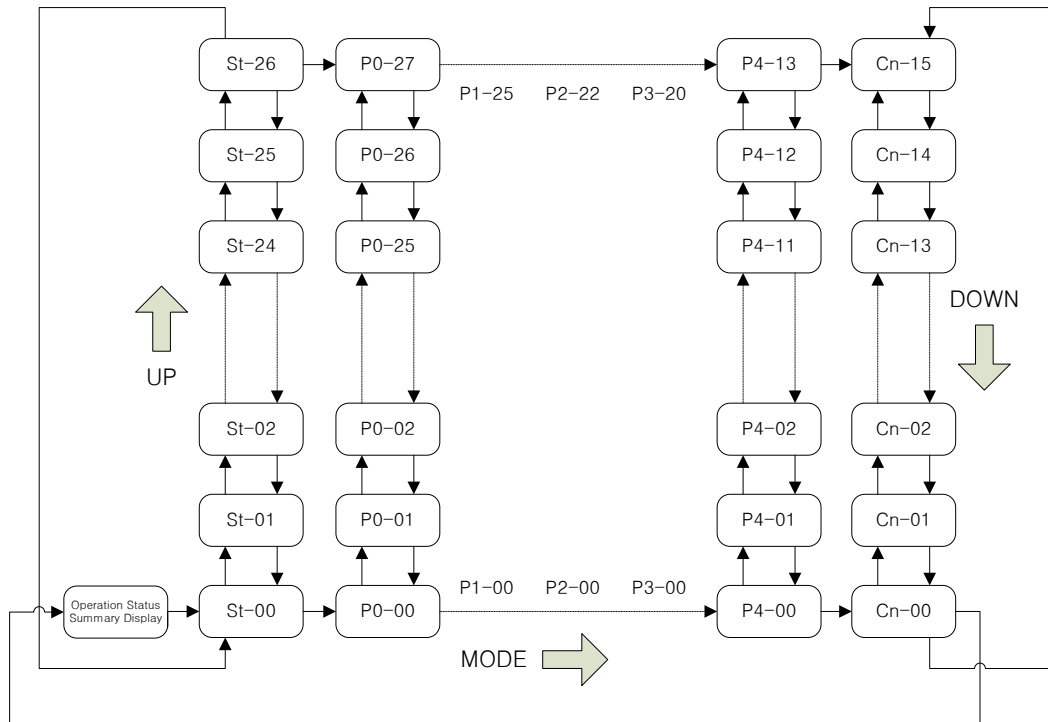 St-26
P0-27
P4-13
Cn-15
P1-25
P2-22
P3-20
St-25
P0-26
P4-12
Cn-14
St-24
P0-25
P4-11
Cn-13
DOWN
UP
St-02
P0-02
P4-02
Cn-02
St-01
P0-01
P4-01
Cn-01
P1-00
P2-00
P3-00
Operation Status
Summary Display
St-00
P0-00
P4-00
Cn-00
MODE